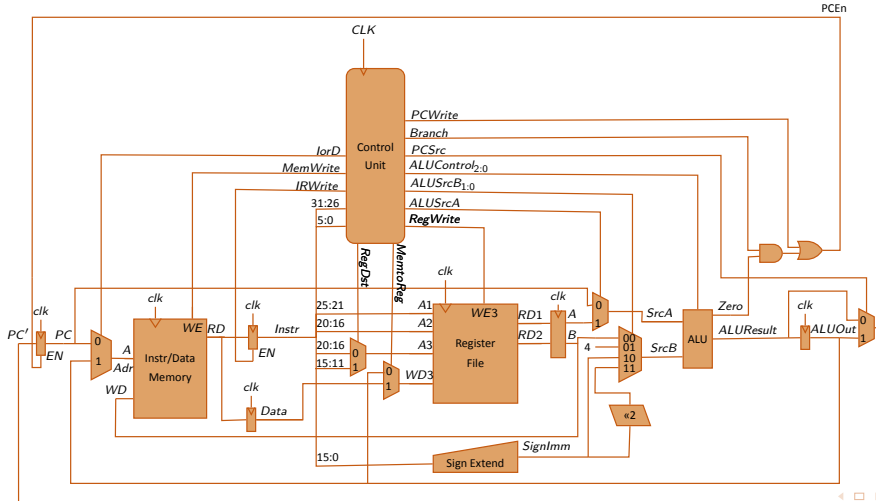 PCEn
CLK
PCWrite
Branch
IorD
PCSrc
Control
Unit
MemWrite
ALUControl2:0
IRWrite
ALUSrcB1:0
31:26
ALUSrcA
5:0
RegWrite
RegDst
MemtoReg
clk
clk
clk
clk
clk
clk
PC′
PC
EN
0
1
A
Adr
WD
WE
RD
Instr/Data
Memory
Instr
EN
25:21
20:16
20:16
15:11
0
1
A1
A2
A3
WD3
WE3
Register
File
RD1
RD2
A
B
0
1
SrcA
4
00
01
10
11
SrcB
ALU
Zero
ALUResult
ALUOut
0
1
clk
Data
0
1
«2
15:0
Sign Extend
SignImm